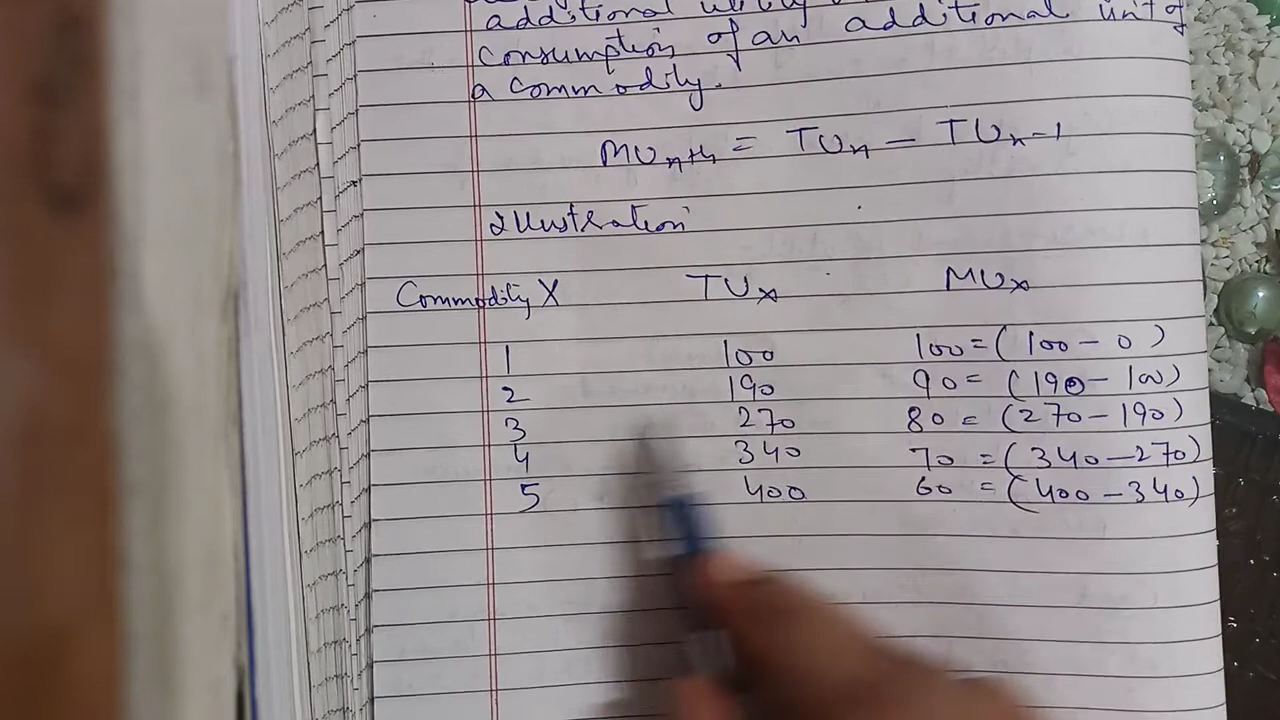 additional utility
consumption of an additional unit of
a commodity.
MUnth = TUn - TUn-1
Illustration
Commodity X TUx MUx
1 100 100 = (100 - 0)
2 190 90 = (190 - 100)
3 270 80 = (270 - 190)
4 340 70 = (340 - 270)
5 400 60 = (400 - 340)